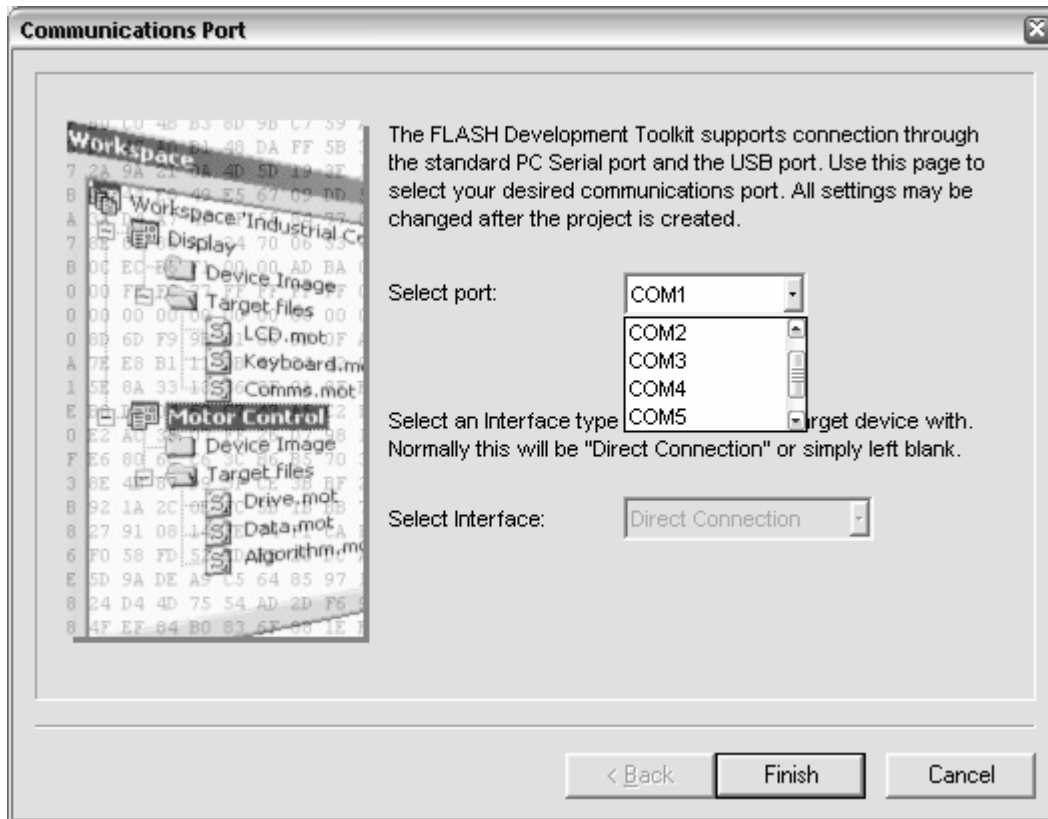 Communications Port
Workspace
Workspace 'Industrial Co
Display
Device Image
Target files
LCD.mot
Keyboard.m
Comms.mot
Motor Control
Device Image
Target files
Drive.mot
Data.mot
Algorithm.mo
The FLASH Development Toolkit supports connection through
the standard PC Serial port and the USB port. Use this page to
select your desired communications port. All settings may be
changed after the project is created.
Select port:
COM1
COM2
COM3
COM4
COM5
Select an Interface type rget device with.
Normally this will be "Direct Connection" or simply left blank.
Select Interface:
Direct Connection
< Back
Finish
Cancel